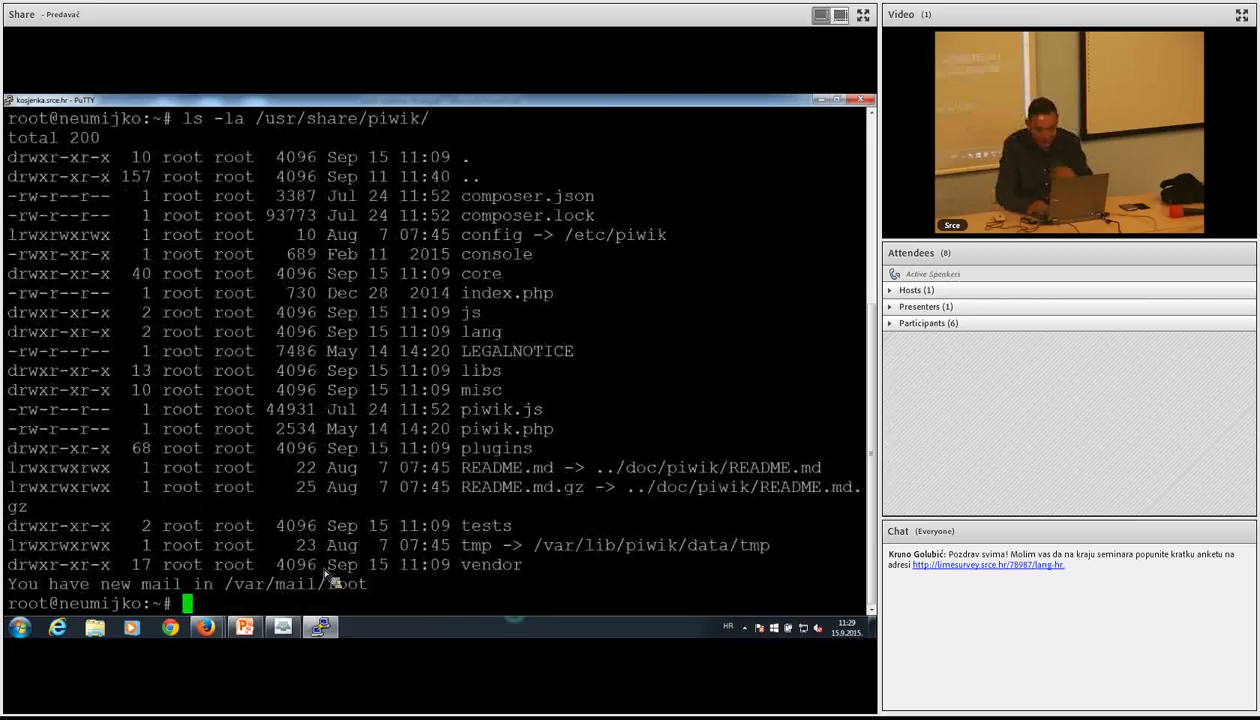 Share - Predavač
kosjenka.srce.hr - PuTTY
root@neumijko:~# ls -la /usr/share/piwik/
total 200
drwxr-xr-x 10 root root 4096 Sep 15 11:09 .
drwxr-xr-x 157 root root 4096 Sep 11 11:40 ..
-rw-r--r-- 1 root root 3387 Jul 24 11:52 composer.json
-rw-r--r-- 1 root root 93773 Jul 24 11:52 composer.lock
lrwxrwxrwx 1 root root 10 Aug 7 07:45 config -> /etc/piwik
-rwxr-xr-x 1 root root 689 Feb 11 2015 console
drwxr-xr-x 40 root root 4096 Sep 15 11:09 core
-rw-r--r-- 1 root root 730 Dec 28 2014 index.php
drwxr-xr-x 2 root root 4096 Sep 15 11:09 js
drwxr-xr-x 2 root root 4096 Sep 15 11:09 lang
-rw-r--r-- 1 root root 7486 May 14 14:20 LEGALNOTICE
drwxr-xr-x 13 root root 4096 Sep 15 11:09 libs
drwxr-xr-x 10 root root 4096 Sep 15 11:09 misc
-rw-r--r-- 1 root root 44931 Jul 24 11:52 piwik.js
-rw-r--r-- 1 root root 2534 May 14 14:20 piwik.php
drwxr-xr-x 68 root root 4096 Sep 15 11:09 plugins
lrwxrwxrwx 1 root root 22 Aug 7 07:45 README.md -> ../doc/piwik/README.md
lrwxrwxrwx 1 root root 25 Aug 7 07:45 README.md.gz -> ../doc/piwik/README.md.
gz
drwxr-xr-x 2 root root 4096 Sep 15 11:09 tests
lrwxrwxrwx 1 root root 23 Aug 7 07:45 tmp -> /var/lib/piwik/data/tmp
drwxr-xr-x 17 root root 4096 Sep 15 11:09 vendor
You have new mail in /var/mail/root
root@neumijko:~#
HR
11:29
15.9.2015.
Video (1)
Srce
Attendees (8)
Active Speakers
Hosts (1)
Presenters (1)
Participants (6)
Chat (Everyone)
Kruno Golubić: Pozdrav svima! Molim vas da na kraju seminara popunite kratku anketu na
adresi http://limesurvey.srce.hr/78987/lang-hr.